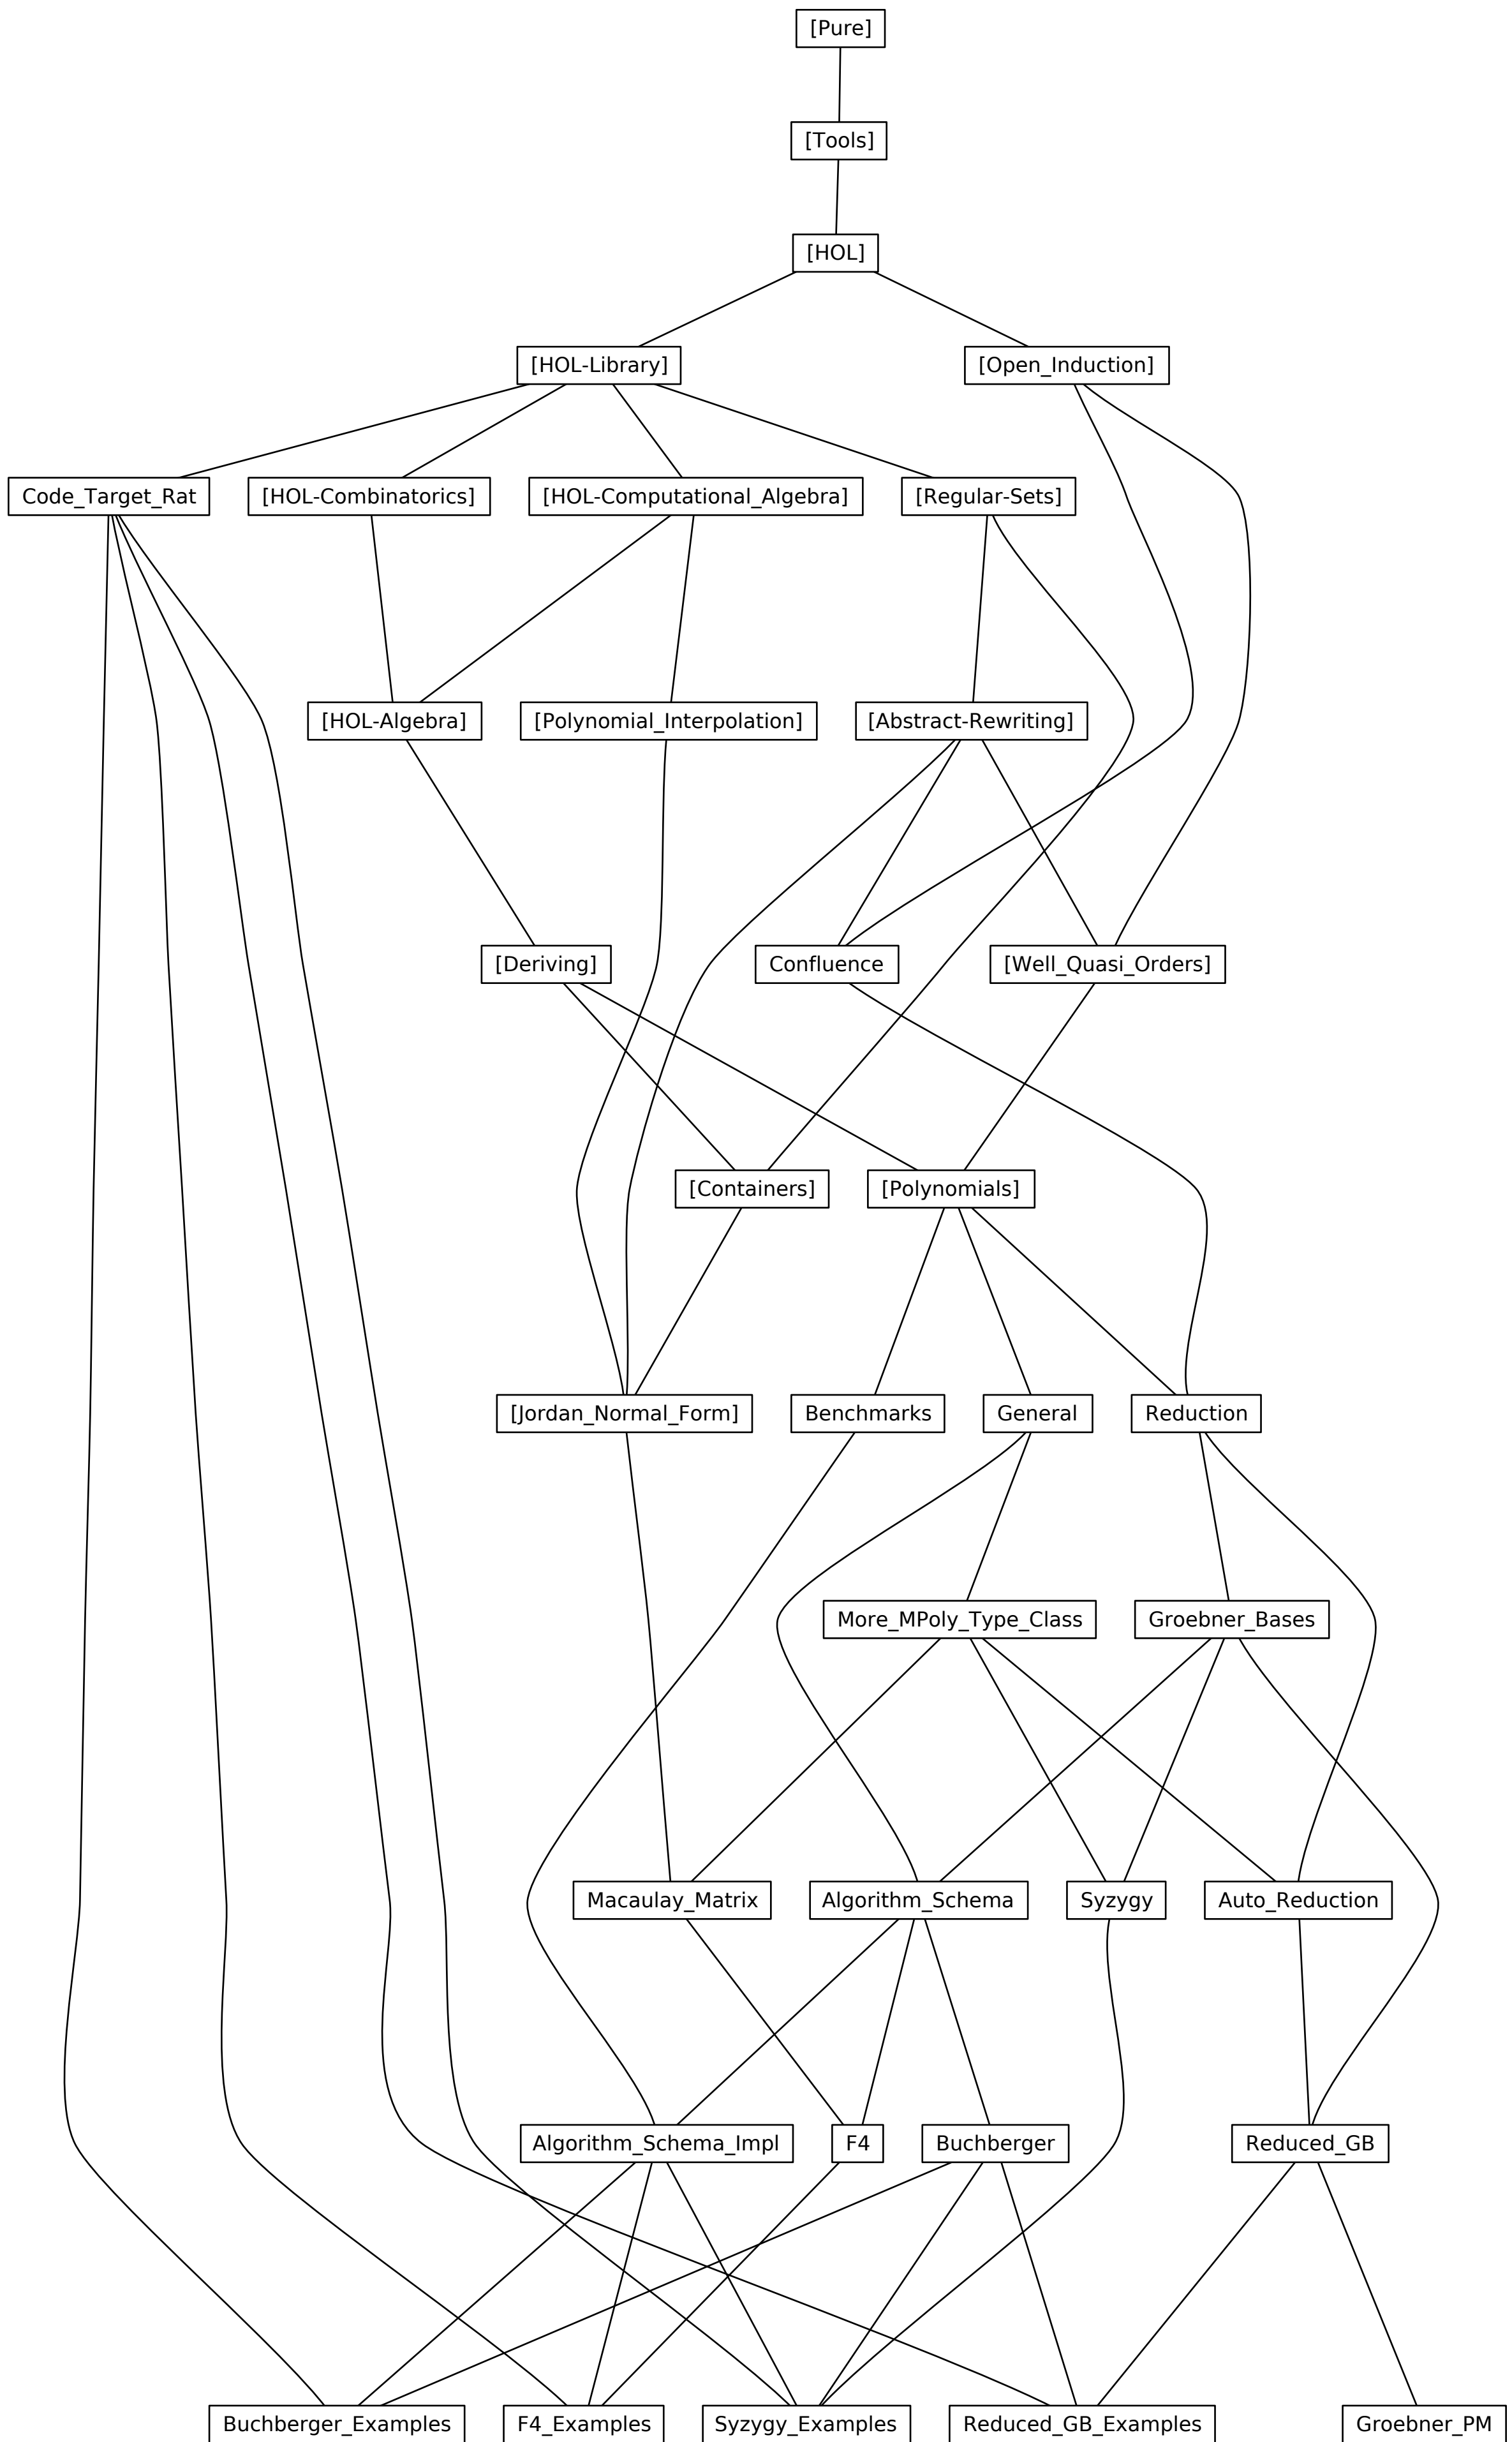 [Pure]
[Tools]
[HOL]
[HOL-Library]
[Open_Induction]
Code_Target_Rat
[HOL-Combinatorics]
[HOL-Computational_Algebra]
[Regular-Sets]
[HOL-Algebra]
[Polynomial_Interpolation]
[Abstract-Rewriting]
[Deriving]
Confluence
[Well_Quasi_Orders]
[Containers]
[Polynomials]
[Jordan_Normal_Form]
Benchmarks
General
Reduction
More_MPoly_Type_Class
Groebner_Bases
Macaulay_Matrix
Algorithm_Schema
Syzygy
Auto_Reduction
Algorithm_Schema_Impl
F4
Buchberger
Reduced_GB
Buchberger_Examples
F4_Examples
Syzygy_Examples
Reduced_GB_Examples
Groebner_PM